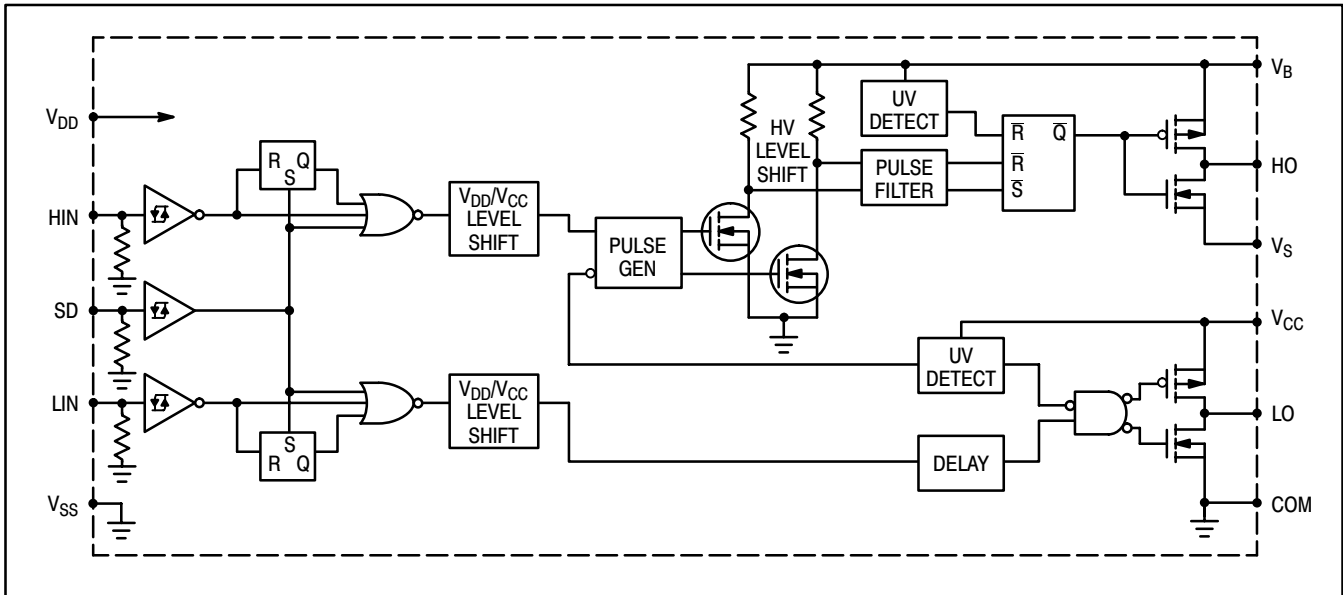 V_B
UV
DETECT
V_DD
HV
LEVEL
SHIFT
R̅ Q̅
R̅
S̅
R Q
S
PULSE
FILTER
HO
V_DD/V_CC
LEVEL
SHIFT
HIN
PULSE
GEN
V_S
SD
V_CC
UV
DETECT
V_DD/V_CC
LEVEL
SHIFT
LIN
LO
S
R Q
DELAY
V_SS
COM